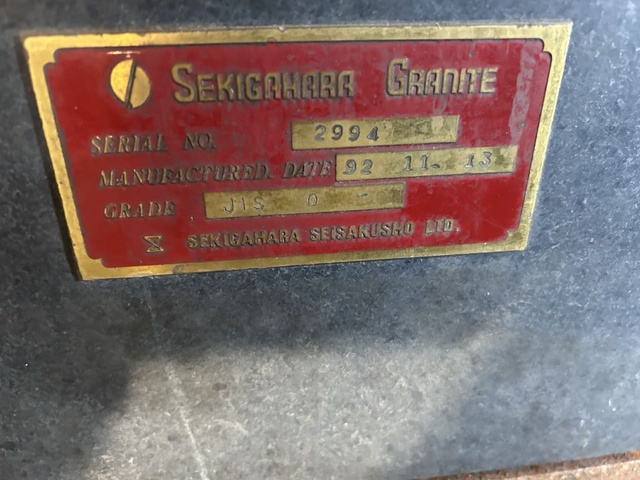 SEKIGAHARA GRANITE
SERIAL NO. 2994
MANUFACTURED. DATE 92 11. 13
GRADE JIS 0 -
SEKIGAHARA SEISAKUSHO LTD.